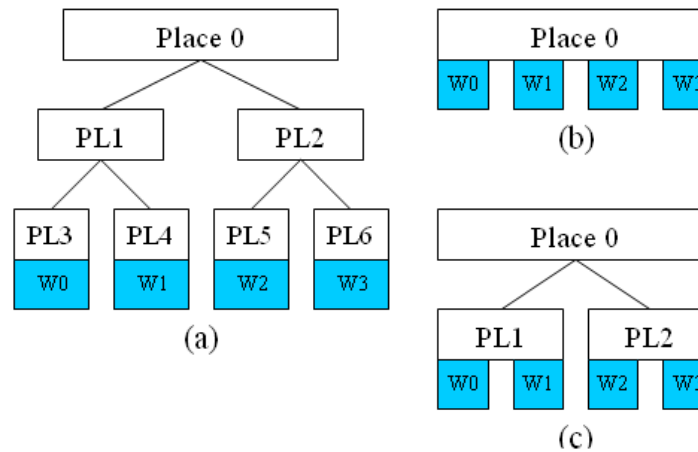 Place 0
PL1 PL2
PL3 PL4 PL5 PL6
W0 W1 W2 W3
(a)
Place 0
W0 W1 W2
(b)
Place 0
PL1 PL2
W0 W1 W2
(c)